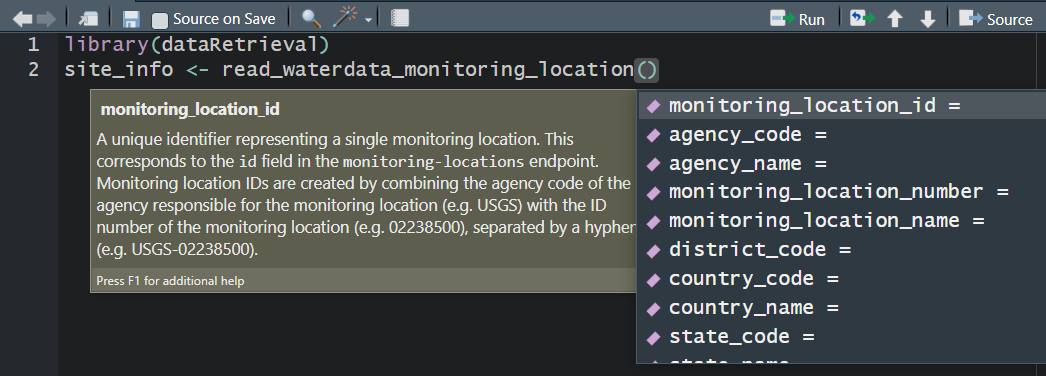 Source on Save
Run
Source
1 library(dataRetrieval)
2 site_info <- read_waterdata_monitoring_location()
monitoring_location_id
A unique identifier representing a single monitoring location. This
corresponds to the id field in the monitoring-locations endpoint.
Monitoring location IDs are created by combining the agency code of the
agency responsible for the monitoring location (e.g. USGS) with the ID
number of the monitoring location (e.g. 02238500), separated by a hyphen
(e.g. USGS-02238500).
Press F1 for additional help
monitoring_location_id =
agency_code =
agency_name =
monitoring_location_number =
monitoring_location_name =
district_code =
country_code =
country_name =
state_code =